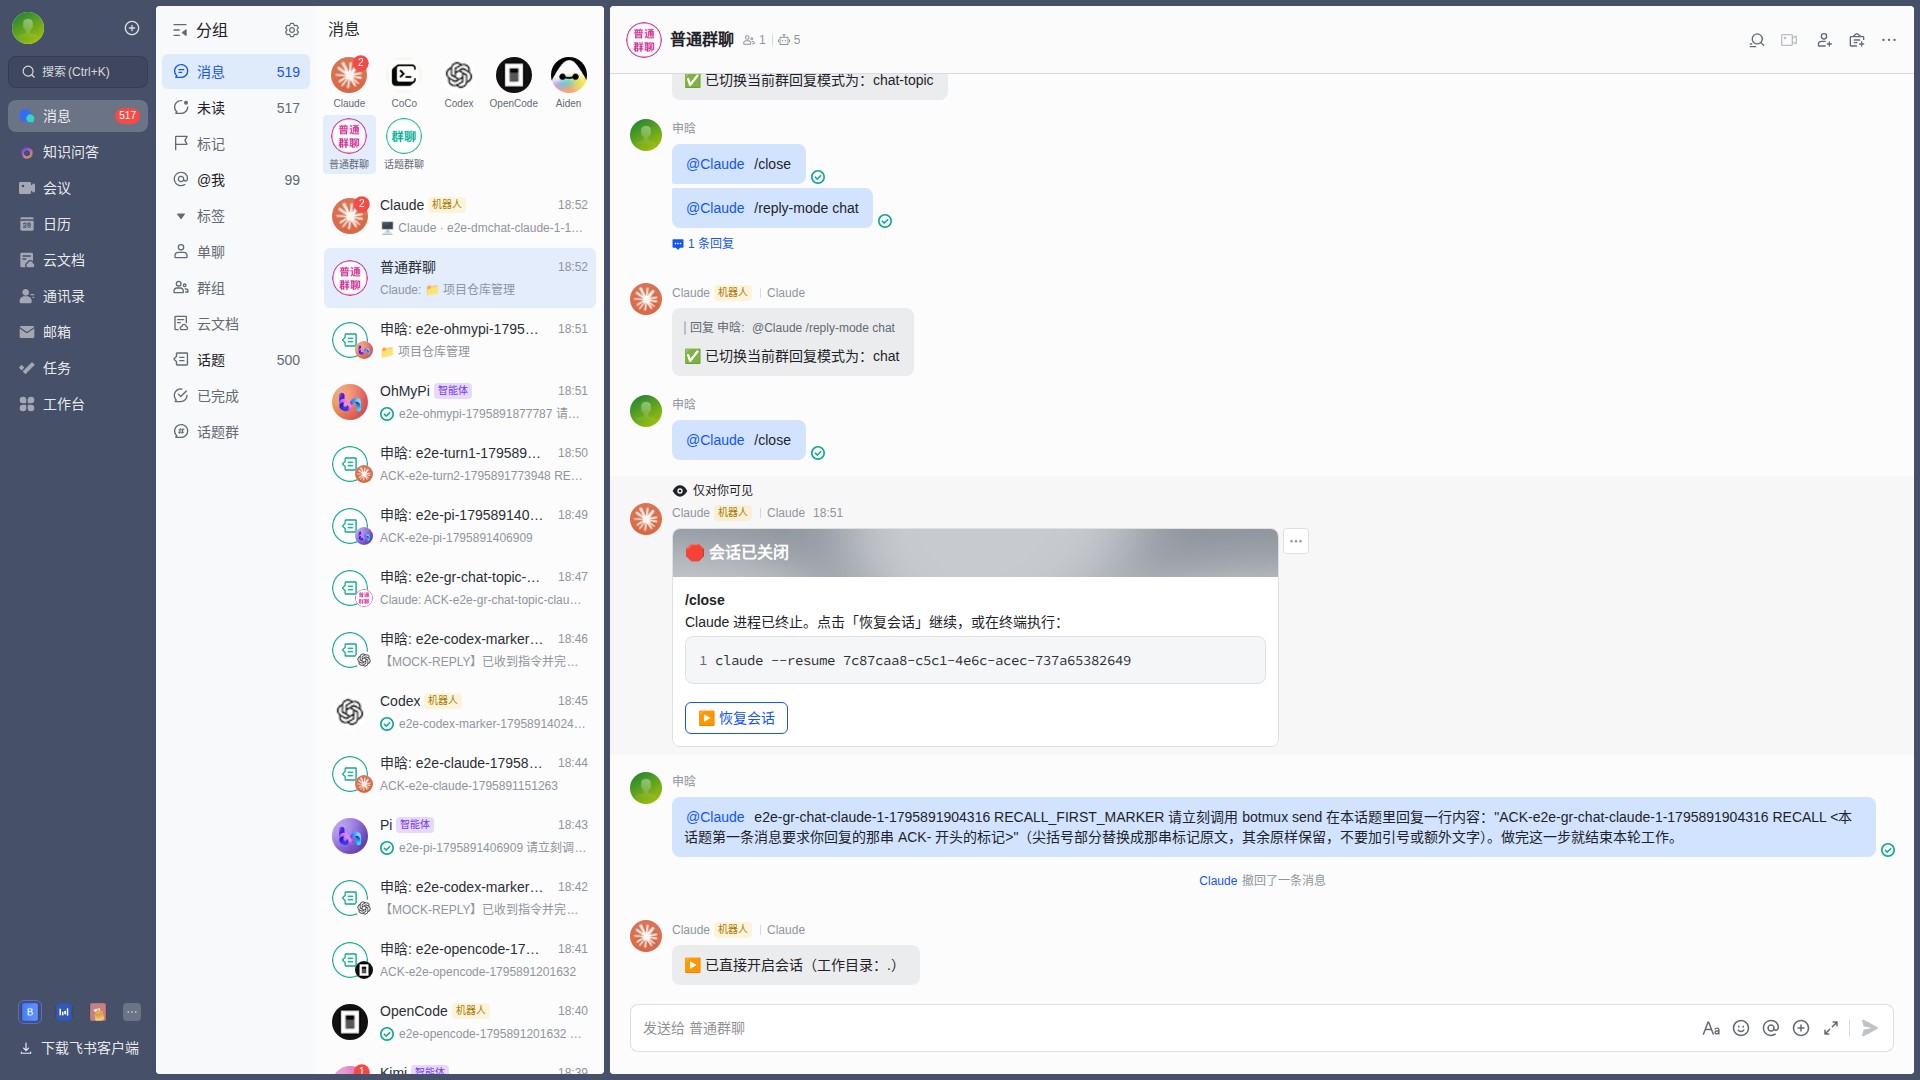 搜索 (Ctrl+K)
消息 517
知识问答
会议
日历
云文档
通讯录
邮箱
任务
工作台
下载飞书客户端
分组
消息 519
未读 517
标记
@我 99
标签
单聊
群组
云文档
话题 500
已完成
话题群
消息
2
Claude
CoCo
Codex
OpenCode
Aiden
普通群聊
普通群聊
群聊
话题群聊
2
Claude 机器人 18:52
Claude · e2e-dmchat-claude-1-1…
普通群聊
普通群聊 18:52
Claude: 📁 项目仓库管理
申晗: e2e-ohmypi-1795… 18:51
📁 项目仓库管理
OhMyPi 智能体 18:51
e2e-ohmypi-1795891877787 请…
申晗: e2e-turn1-179589… 18:50
ACK-e2e-turn2-1795891773948 RE…
申晗: e2e-pi-179589140… 18:49
ACK-e2e-pi-1795891406909
申晗: e2e-gr-chat-topic-… 18:47
Claude: ACK-e2e-gr-chat-topic-clau…
申晗: e2e-codex-marker… 18:46
【MOCK-REPLY】已收到指令并完…
Codex 机器人 18:45
e2e-codex-marker-17958914024…
申晗: e2e-claude-17958… 18:44
ACK-e2e-claude-1795891151263
Pi 智能体 18:43
e2e-pi-1795891406909 请立刻调…
申晗: e2e-codex-marker… 18:42
【MOCK-REPLY】已收到指令并完…
申晗: e2e-opencode-17… 18:41
ACK-e2e-opencode-1795891201632
OpenCode 机器人 18:40
e2e-opencode-1795891201632 …
1
Kimi 智能体 18:39
普通群聊
普通群聊 1 5
✅ 已切换当前群回复模式为：chat-topic
申晗
@Claude /close
@Claude /reply-mode chat
1 条回复
Claude 机器人 Claude
回复 申晗: @Claude /reply-mode chat
✅ 已切换当前群回复模式为：chat
申晗
@Claude /close
仅对你可见
Claude 机器人 Claude 18:51
会话已关闭
/close
Claude 进程已终止。点击「恢复会话」继续，或在终端执行：
1 claude --resume 7c87caa8-c5c1-4e6c-acec-737a65382649
▶️ 恢复会话
申晗
@Claude e2e-gr-chat-claude-1-1795891904316 RECALL_FIRST_MARKER 请立刻调用 botmux send 在本话题里回复一行内容："ACK-e2e-gr-chat-claude-1-1795891904316 RECALL <本
话题第一条消息要求你回复的那串 ACK- 开头的标记>"（尖括号部分替换成那串标记原文，其余原样保留，不要加引号或额外文字）。做完这一步就结束本轮工作。
Claude 撤回了一条消息
Claude 机器人 Claude
▶️ 已直接开启会话（工作目录：.）
发送给 普通群聊